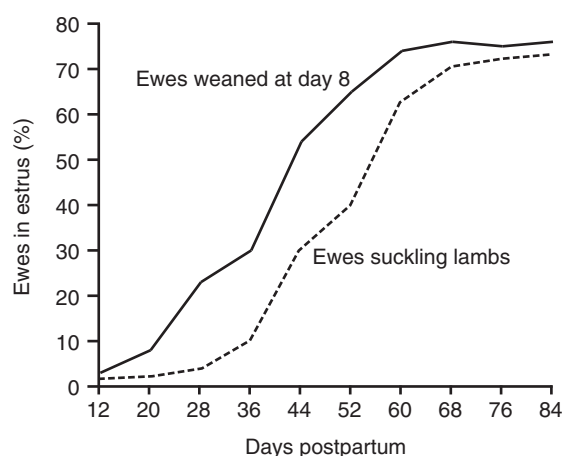 80
Ewes weaned at day 8
70
60
50
40
30
Ewes suckling lambs
20
10
0
12 20 28 36 44 52 60 68 76 84
Days postpartum
Ewes in estrus (%)